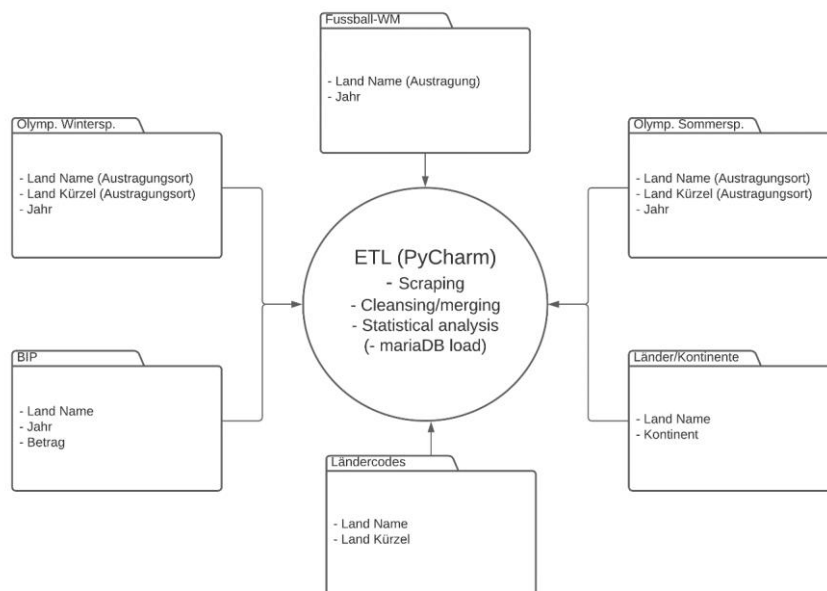 Fussball-WM
- Land Name (Austragung)
- Jahr
Olymp. Wintersp.
- Land Name (Austragungsort)
- Land Kürzel (Austragungsort)
- Jahr
Olymp. Sommersp.
- Land Name (Austragungsort)
- Land Kürzel (Austragungsort)
- Jahr
ETL (PyCharm)
- Scraping
- Cleansing/merging
- Statistical analysis
(- mariaDB load)
BIP
- Land Name
- Jahr
- Betrag
Länder/Kontinente
- Land Name
- Kontinent
Ländercodes
- Land Name
- Land Kürzel